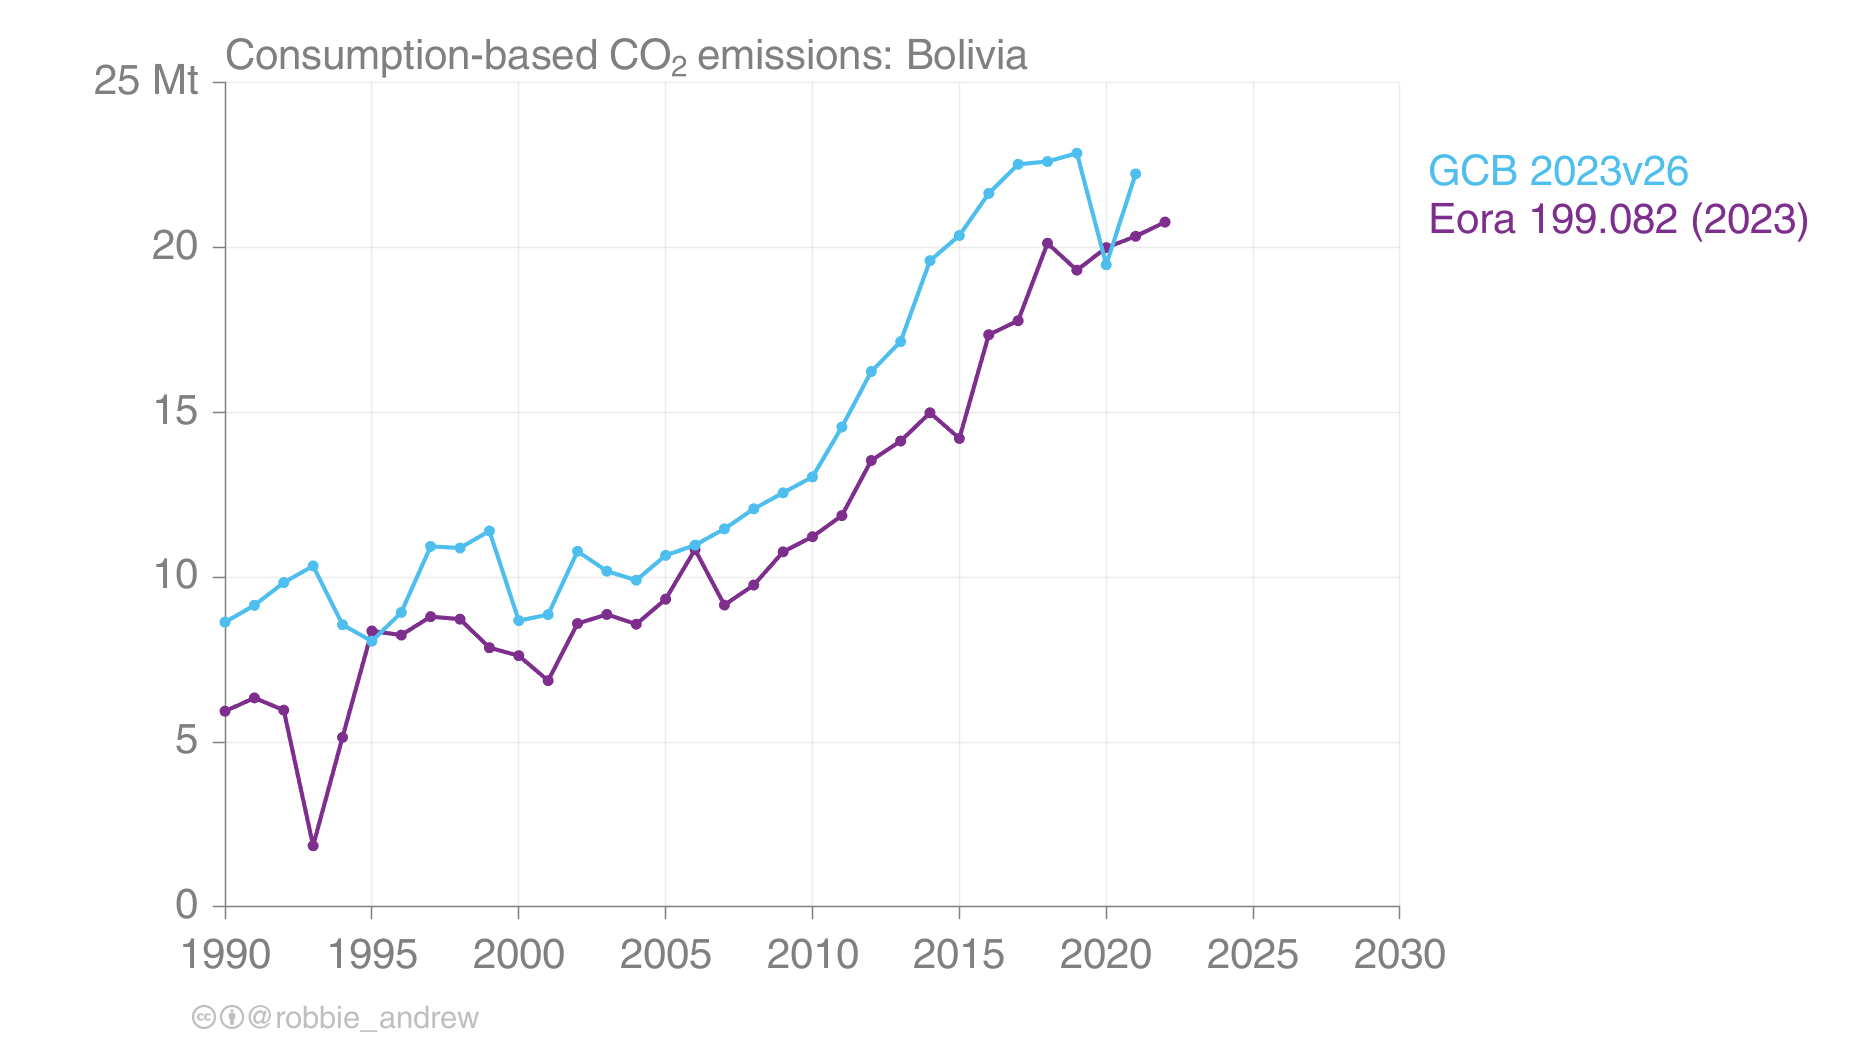 Consumption-based CO₂ emissions: Bolivia
25 Mt
20
15
10
5
0
1990 1995 2000 2005 2010 2015 2020 2025 2030
GCB 2023v26
Eora 199.082 (2023)
cc @robbie_andrew